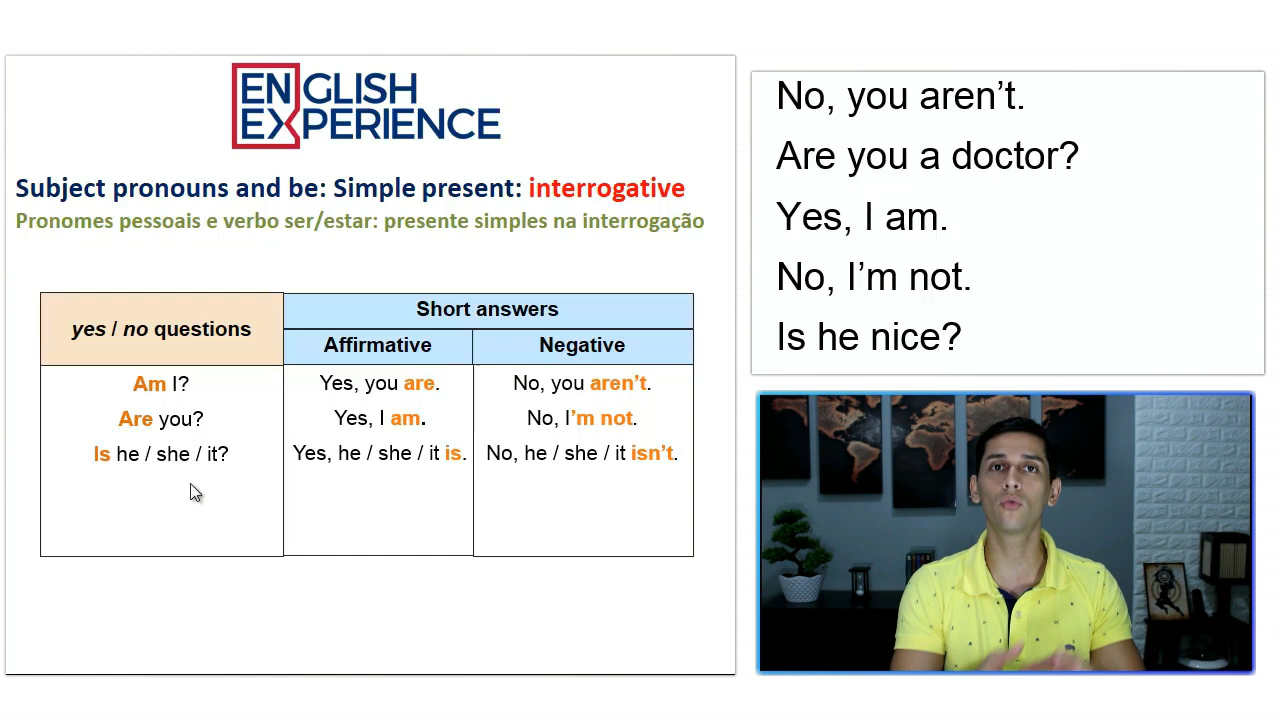 ENGLISH
EXPERIENCE
Subject pronouns and be: Simple present: interrogative
Pronomes pessoais e verbo ser/estar: presente simples na interrogação
yes / no questions
Short answers
Affirmative
Negative
Am I?
Yes, you are.
No, you aren’t.
Are you?
Yes, I am.
No, I’m not.
Is he / she / it?
Yes, he / she / it is.
No, he / she / it isn’t.
No, you aren’t.
Are you a doctor?
Yes, I am.
No, I’m not.
Is he nice?